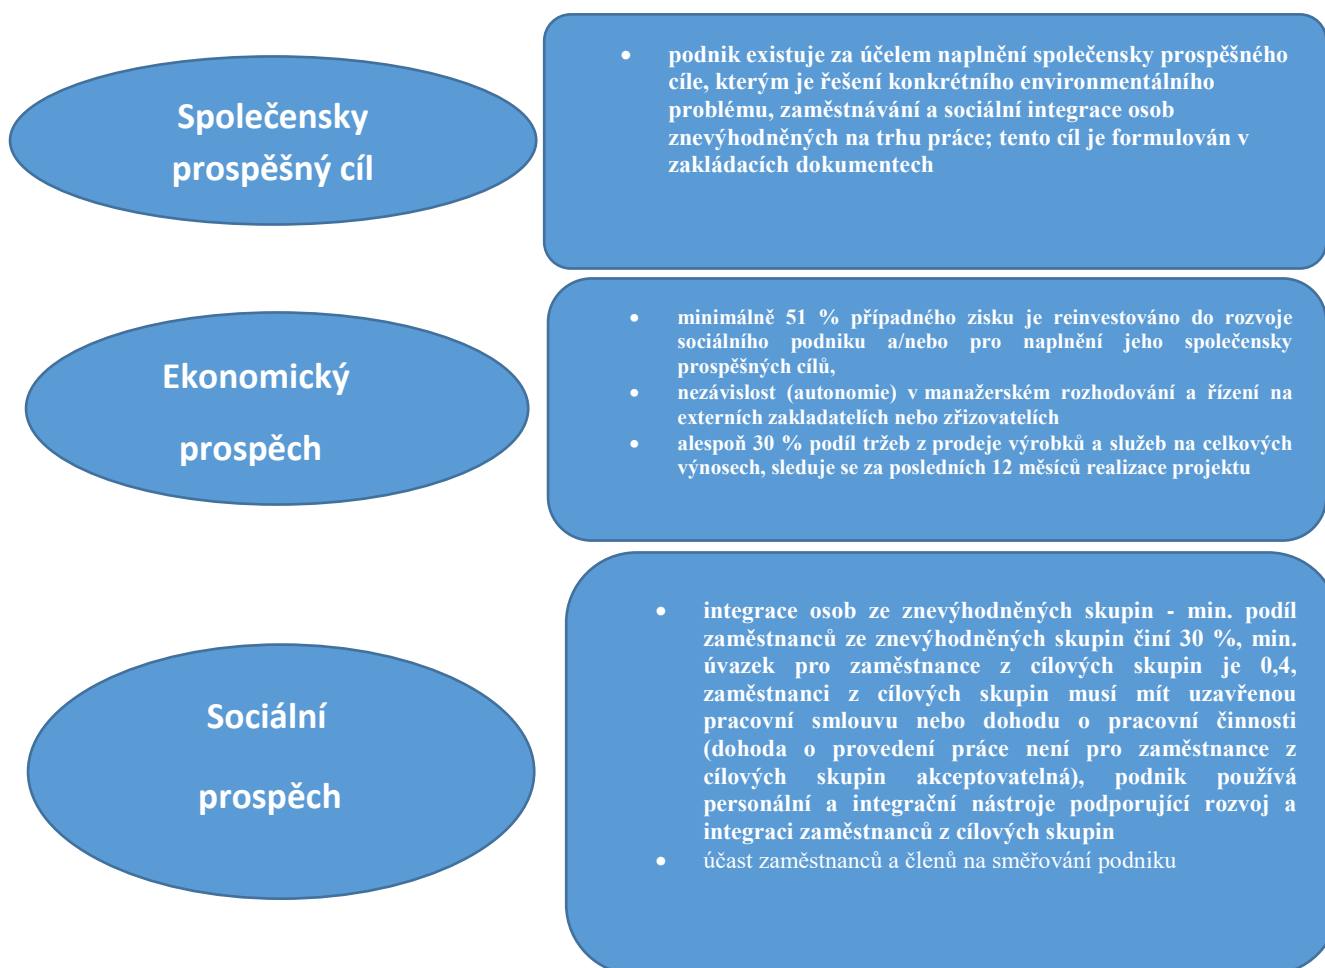 Společensky
prospěšný cíl
• podnik existuje za účelem naplnění společensky prospěšného
cíle, kterým je řešení konkrétního environmentálního
problému, zaměstnávání a sociální integrace osob
znevýhodněných na trhu práce; tento cíl je formulován v
zakládacích dokumentech
Ekonomický
prospěch
• minimálně 51 % případného zisku je reinvestováno do rozvoje
sociálního podniku a/nebo pro naplnění jeho společensky
prospěšných cílů,
• nezávislost (autonomie) v manažerském rozhodování a řízení na
externích zakladatelích nebo zřizovatelích
• alespoň 30 % podíl tržeb z prodeje výrobků a služeb na celkových
výnosech, sleduje se za posledních 12 měsíců realizace projektu
Sociální
prospěch
• integrace osob ze znevýhodněných skupin - min. podíl
zaměstnanců ze znevýhodněných skupin činí 30 %, min.
úvazek pro zaměstnance z cílových skupin je 0,4,
zaměstnanci z cílových skupin musí mít uzavřenou
pracovní smlouvu nebo dohodu o pracovní činnosti
(dohoda o provedení práce není pro zaměstnance z
cílových skupin akceptovatelná), podnik používá
personální a integrační nástroje podporující rozvoj a
integraci zaměstnanců z cílových skupin
• účast zaměstnanců a členů na směřování podniku